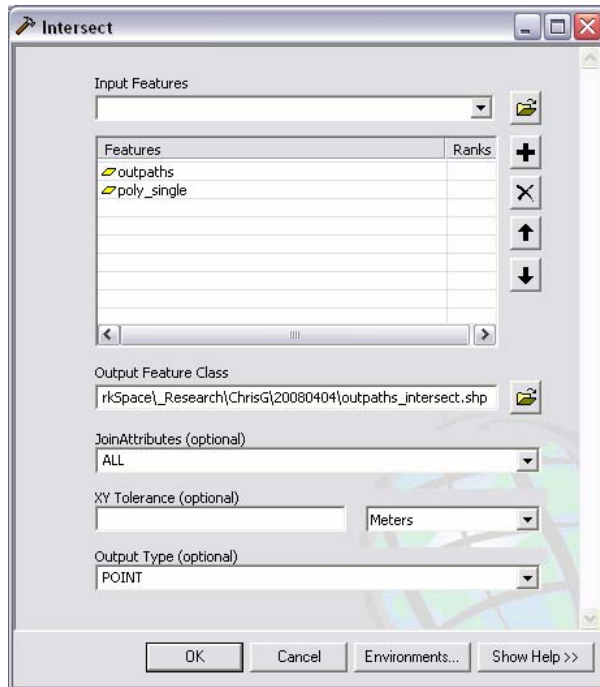 Intersect
Input Features
Features Ranks
outpaths
poly_single
Output Feature Class
rkSpace\_Research\ChrisG\20080404\outpaths_intersect.shp
JoinAttributes (optional)
ALL
XY Tolerance (optional)
Meters
Output Type (optional)
POINT
OK Cancel Environments... Show Help >>